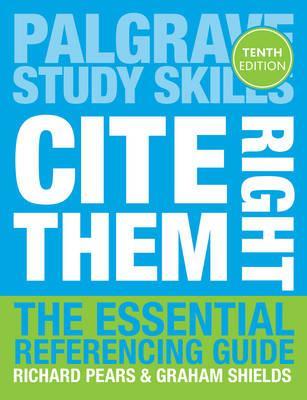 PALGRAVE
STUDY SKILLS
TENTH
EDITION
CITE
THEM
RIGHT
THE ESSENTIAL
REFERENCING GUIDE
RICHARD PEARS & GRAHAM SHIELDS